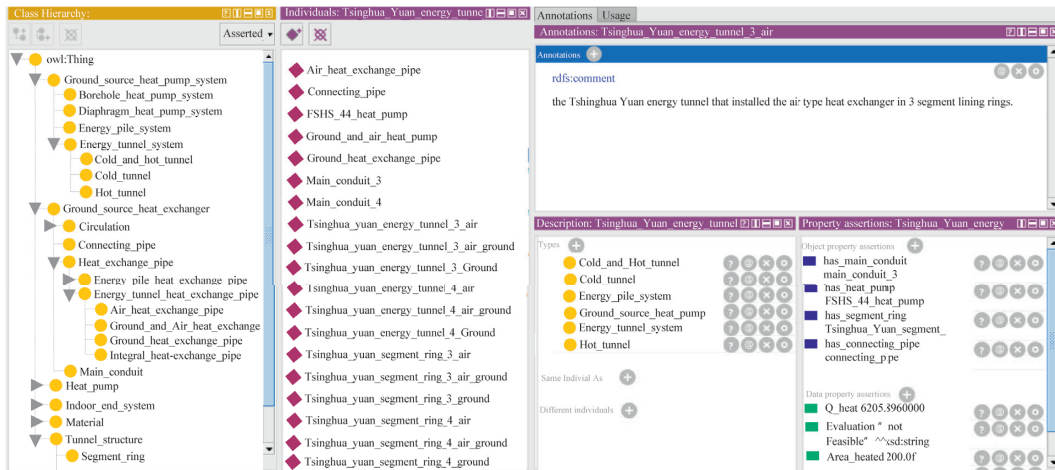 Class Hierarchy:
Asserted
owl:Thing
Ground_source_heat_pump_system
Borehole_heat_pump_system
Diaphragm_heat_pump_system
Energy_pile_system
Energy_tunnel_system
Cold_and_hot_tunnel
Cold_tunnel
Hot_tunnel
Ground_source_heat_exchanger
Circulation
Connecting_pipe
Heat_exchange_pipe
Energy_pile_heat_exchange_pipe
Energy_tunnel_heat_exchange_pipe
Air_heat_exchange_pipe
Ground_and_Air_heat_exchange
Ground_heat_exchange_pipe
Integral_heat-exchange_pipe
Main_conduit
Heat_pump
Indoor_end_system
Material
Tunnel_structure
Segment_ring
Individuals: Tsinghua_Yuan_energy_tunne
Air_heat_exchange_pipe
Connecting_pipe
FSHS_44_heat_pump
Ground_and_air_heat_pump
Ground_heat_exchange_pipe
Main_conduit_3
Main_conduit_4
Tsinghua_yuan_energy_tunnel_3_air
Tsinghua_yuan_energy_tunnel_3_air_ground
Tsinghua_yuan_energy_tunnel_3_Ground
Tsinghua_yuan_energy_tunnel_4_air
Tsinghua_yuan_energy_tunnel_4_air_ground
Tsinghua_yuan_energy_tunnel_4_Ground
Tsinghua_yuan_segment_ring_3_air
Tsinghua_yuan_segment_ring_3_air_ground
Tsinghua_yuan_segment_ring_3_ground
Tsinghua_yuan_segment_ring_4_air
Tsinghua_yuan_segment_ring_4_air_ground
Tsinghua_yuan_segment_ring_4_ground
Annotations Usage
Annotations: Tsinghua_Yuan_energy_tunnel_3_air
Annotations
rdfs:comment
the Tshinghua Yuan energy tunnel that installed the air type heat exchanger in 3 segment lining rings.
Description: Tsinghua_Yuan_energy_tunnel
Types
Cold_and_Hot_tunnel
Cold_tunnel
Energy_pile_system
Ground_source_heat_pump
Energy_tunnel_system
Hot_tunnel
Same Indivial As
Different individuals
Property assertions: Tsinghua_Yuan_energy
Object property assertions
has_main_conduit
main_conduit_3
has_heat_pump
FSHS_44_heat_pump
has_segment_ring
Tsinghua_Yuan_segment_
has_connecting_pipe
connecting_pipe
Data property assertions
Q_heat 6205.8960000
Evaluation " not
Feasible" ^^xsd:string
Area_heated 200.0f